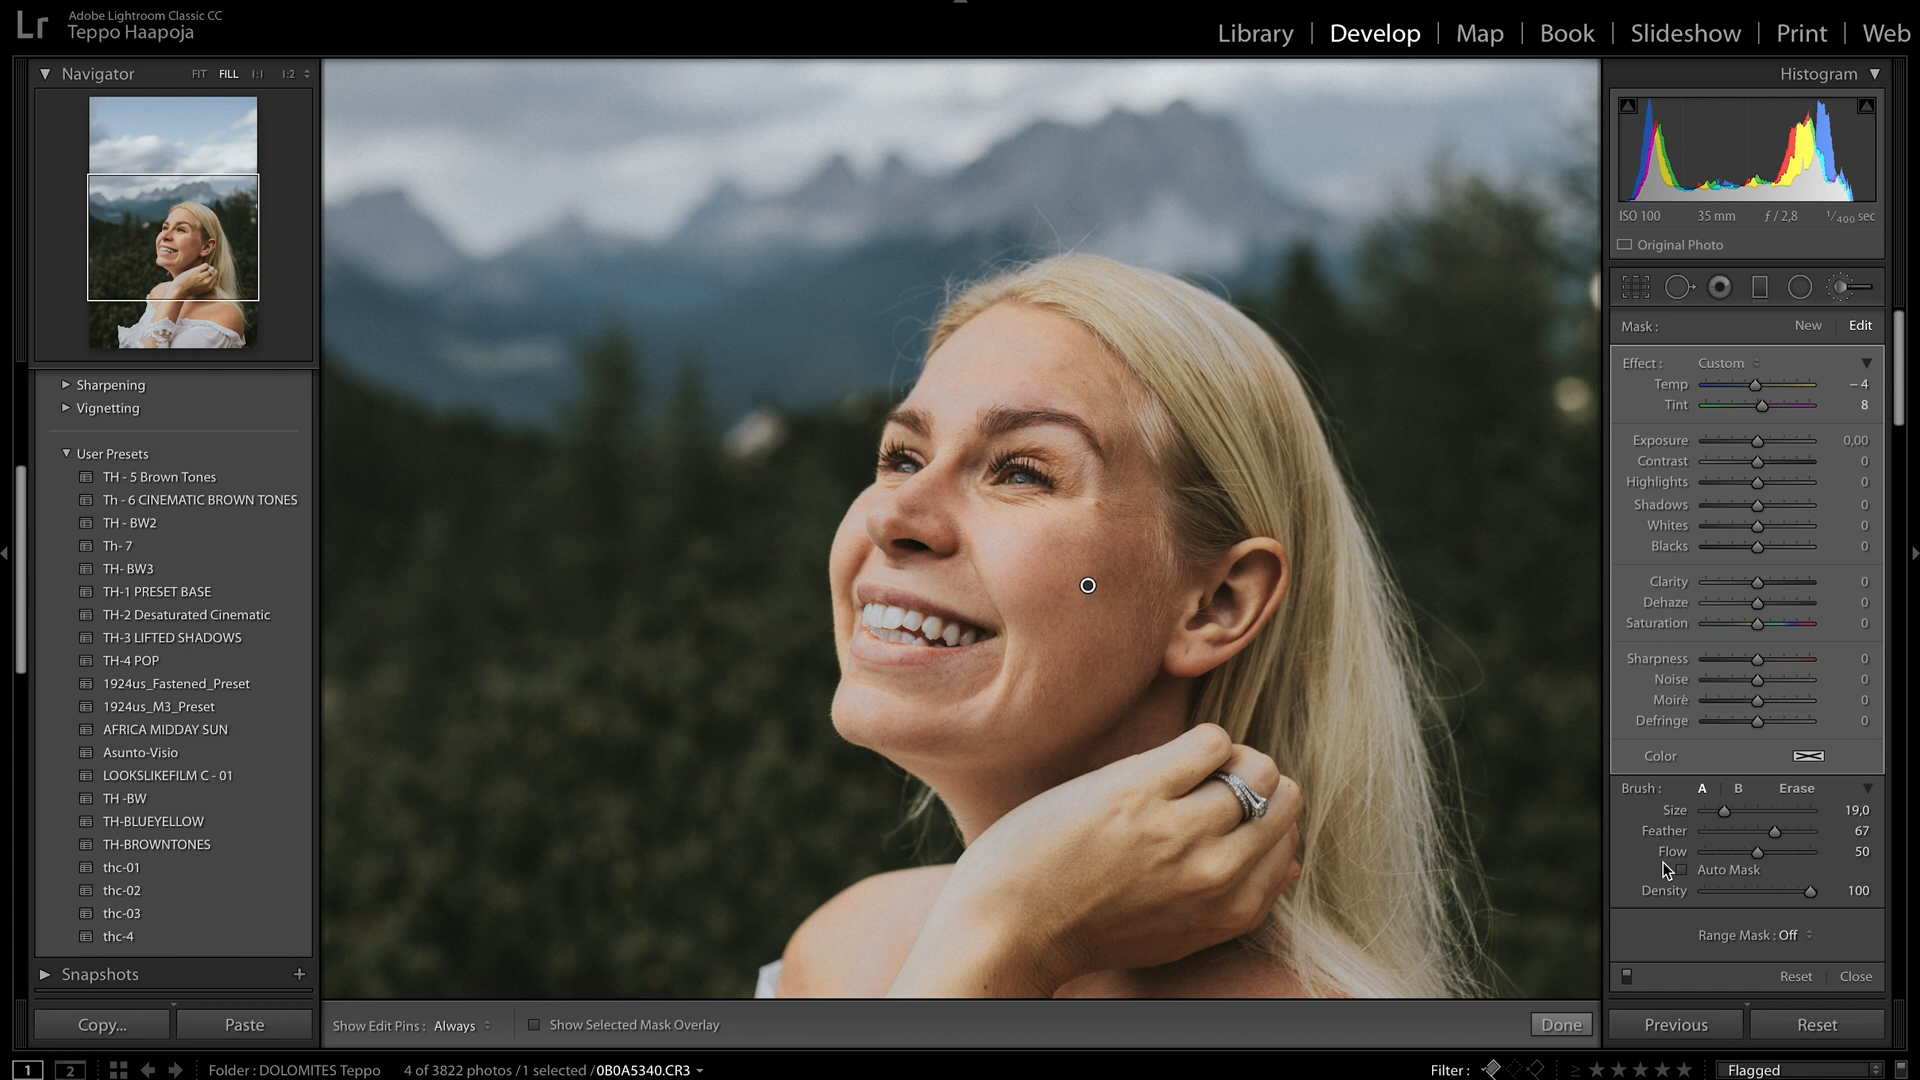 Lr
Adobe Lightroom Classic CC
Teppo Haapoja
Library | Develop | Map | Book | Slideshow | Print | Web
Navigator FIT FILL 1:1 1:2
Sharpening
Vignetting
User Presets
TH - 5 Brown Tones
Th - 6 CINEMATIC BROWN TONES
TH - BW2
Th- 7
TH- BW3
TH-1 PRESET BASE
TH-2 Desaturated Cinematic
TH-3 LIFTED SHADOWS
TH-4 POP
1924us_Fastened_Preset
1924us_M3_Preset
AFRICA MIDDAY SUN
Asunto-Visio
LOOKSLIKEFILM C - 01
TH -BW
TH-BLUEYELLOW
TH-BROWNTONES
thc-01
thc-02
thc-03
thc-4
Snapshots +
Copy... Paste
Show Edit Pins : Always Show Selected Mask Overlay Done
Histogram
ISO 100 35 mm ƒ / 2,8 1/400 sec
Original Photo
Mask : New Edit
Effect : Custom
Temp – 4
Tint 8
Exposure 0,00
Contrast 0
Highlights 0
Shadows 0
Whites 0
Blacks 0
Clarity 0
Dehaze 0
Saturation 0
Sharpness 0
Noise 0
Moiré 0
Defringe 0
Color
Brush : A | B Erase
Size 19,0
Feather 67
Flow 50
Auto Mask
Density 100
Range Mask : Off
Reset | Close
Previous Reset
1 2 Folder : DOLOMITES Teppo 4 of 3822 photos / 1 selected / 0B0A5340.CR3 Filter : ≥ ★★★★★ Flagged